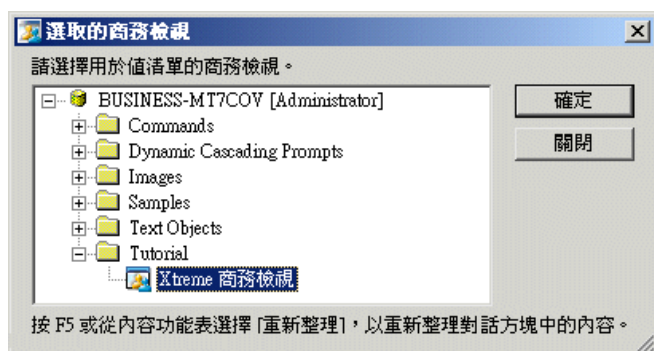 選取的商務檢視
請選擇用於值清單的商務檢視。
BUSINESS-MT7COV [Administrator]
確定
Commands
Dynamic Cascading Prompts
關閉
Images
Samples
Text Objects
Tutorial
Xtreme 商務檢視
按 F5 或從內容功能表選擇「重新整理」，以重新整理對話方塊中的內容。